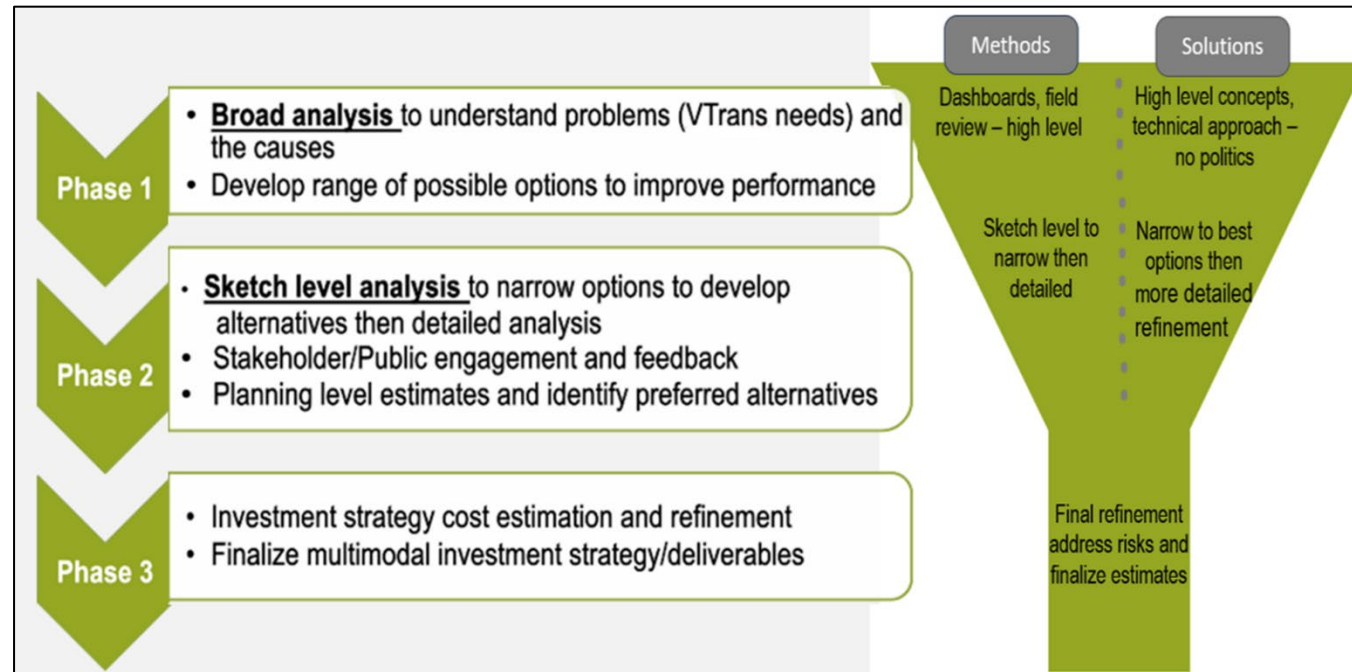 Methods
Solutions
Phase 1
• Broad analysis to understand problems (VTrans needs) and
the causes
• Develop range of possible options to improve performance
Dashboards, field
review – high level
High level concepts,
technical approach –
no politics
Phase 2
• Sketch level analysis to narrow options to develop
alternatives then detailed analysis
• Stakeholder/Public engagement and feedback
• Planning level estimates and identify preferred alternatives
Sketch level to
narrow then
detailed
Narrow to best
options then
more detailed
refinement
Phase 3
• Investment strategy cost estimation and refinement
• Finalize multimodal investment strategy/deliverables
Final refinement
address risks and
finalize estimates